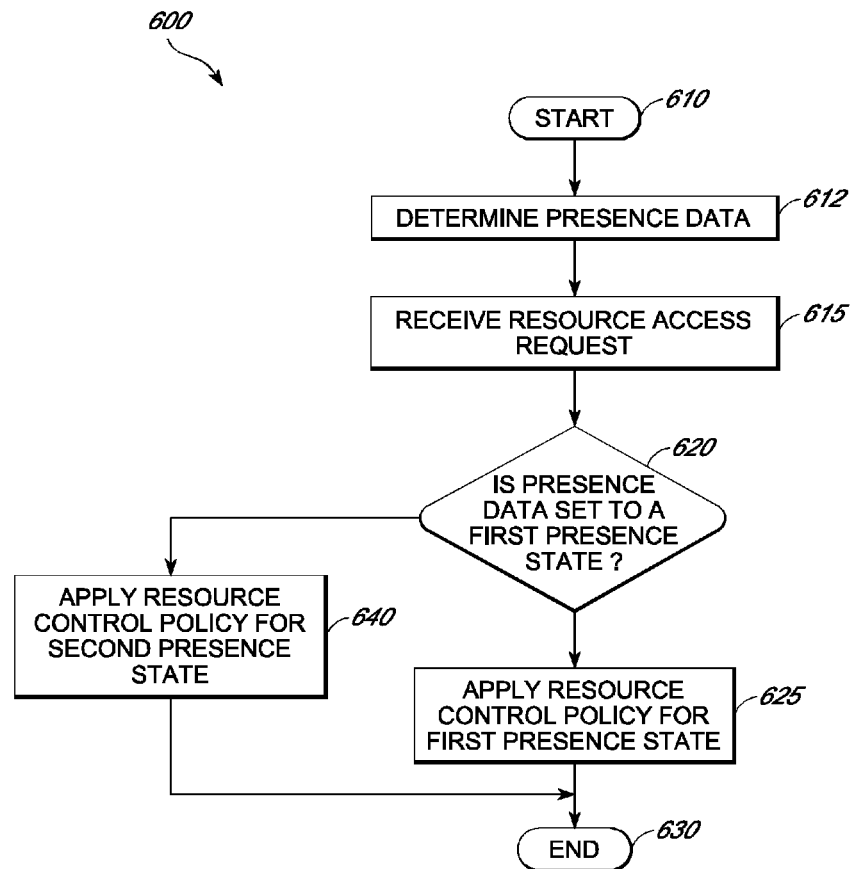 600
START
610
DETERMINE PRESENCE DATA
612
RECEIVE RESOURCE ACCESS
REQUEST
615
620
IS PRESENCE
DATA SET TO A
FIRST PRESENCE
STATE ?
APPLY RESOURCE
CONTROL POLICY FOR
SECOND PRESENCE
STATE
640
APPLY RESOURCE
CONTROL POLICY FOR
FIRST PRESENCE STATE
625
END
630